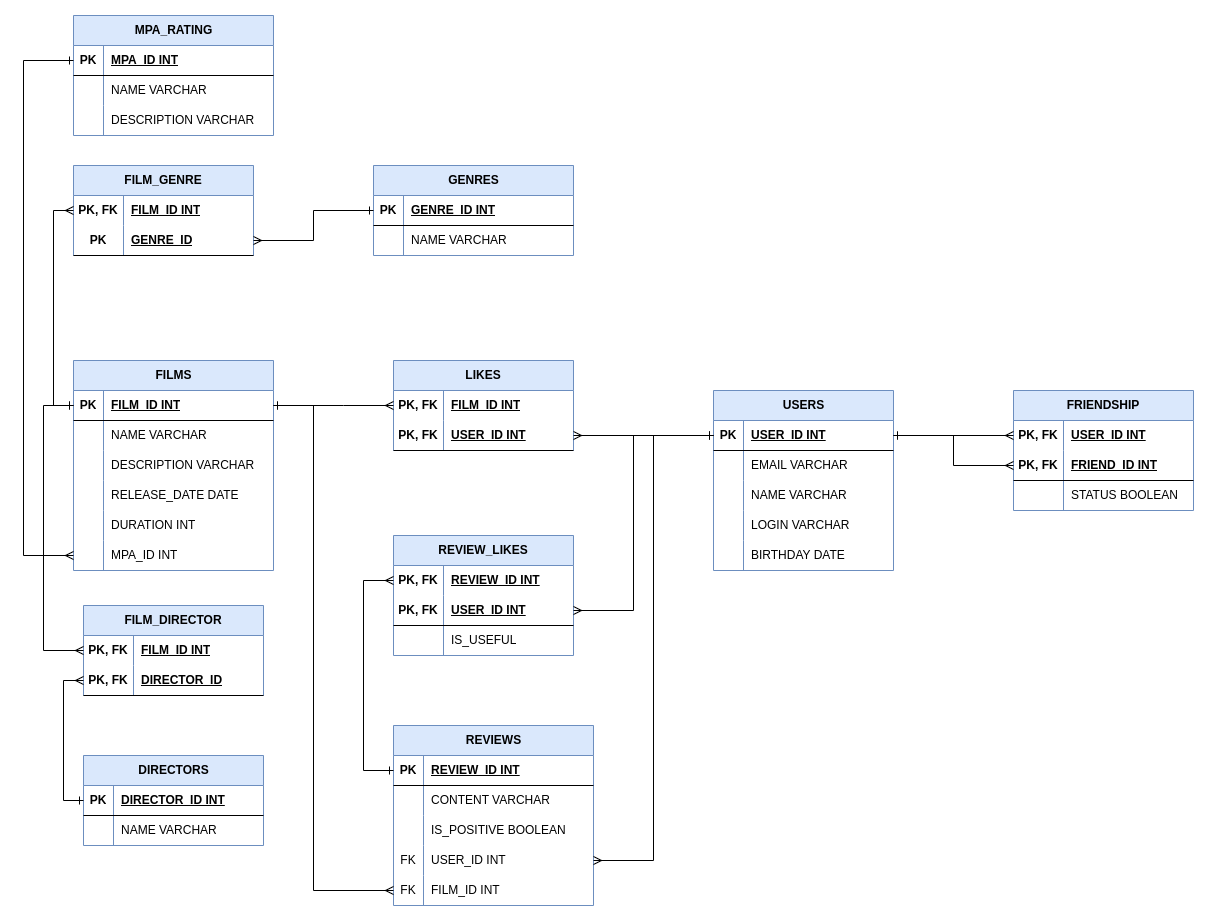 MPA_RATING
PK MPA_ID INT
NAME VARCHAR
DESCRIPTION VARCHAR
FILM_GENRE
PK, FK FILM_ID INT
PK GENRE_ID
GENRES
PK GENRE_ID INT
NAME VARCHAR
FILMS
PK FILM_ID INT
NAME VARCHAR
DESCRIPTION VARCHAR
RELEASE_DATE DATE
DURATION INT
MPA_ID INT
LIKES
PK, FK FILM_ID INT
PK, FK USER_ID INT
USERS
PK USER_ID INT
EMAIL VARCHAR
NAME VARCHAR
LOGIN VARCHAR
BIRTHDAY DATE
FRIENDSHIP
PK, FK USER_ID INT
PK, FK FRIEND_ID INT
STATUS BOOLEAN
REVIEW_LIKES
PK, FK REVIEW_ID INT
PK, FK USER_ID INT
IS_USEFUL
FILM_DIRECTOR
PK, FK FILM_ID INT
PK, FK DIRECTOR_ID
DIRECTORS
PK DIRECTOR_ID INT
NAME VARCHAR
REVIEWS
PK REVIEW_ID INT
CONTENT VARCHAR
IS_POSITIVE BOOLEAN
FK USER_ID INT
FK FILM_ID INT